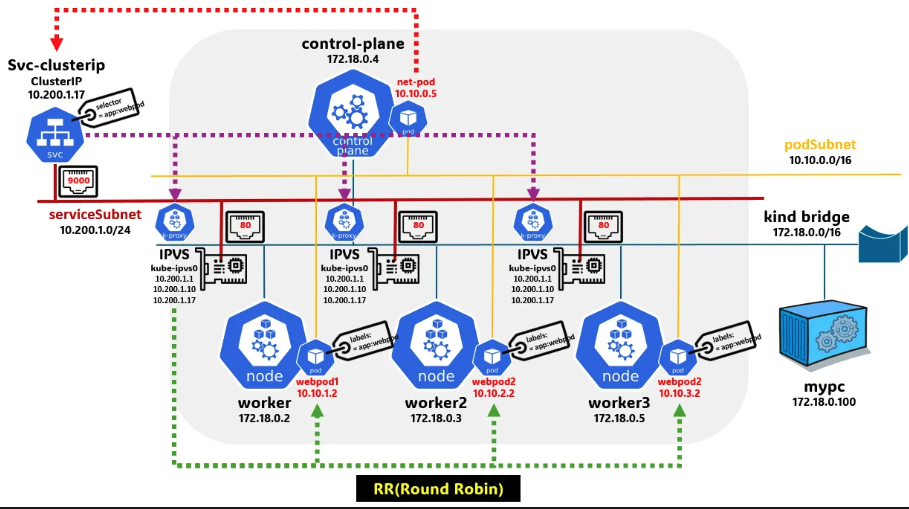 control-plane
172.18.0.4
Svc-clusterip
ClusterIP
10.200.1.17
selector
= app:webpod
svc
net-pod
10.10.0.5
pod
control
plane
podSubnet
10.10.0.0/16
9000
serviceSubnet
10.200.1.0/24
k-proxy
80
k-proxy
80
k-proxy
80
kind bridge
172.18.0.0/16
IPVS
kube-ipvs0
10.200.1.1
10.200.1.10
10.200.1.17
IPVS
kube-ipvs0
10.200.1.1
10.200.1.10
10.200.1.17
IPVS
kube-ipvs0
10.200.1.1
10.200.1.10
10.200.1.17
labels:
= app:webpod
labels:
= app:webpod
labels:
= app:webpod
node
pod
node
pod
node
pod
webpod1
10.10.1.2
webpod2
10.10.2.2
webpod2
10.10.3.2
worker
172.18.0.2
worker2
172.18.0.3
worker3
172.18.0.5
mypc
172.18.0.100
RR(Round Robin)